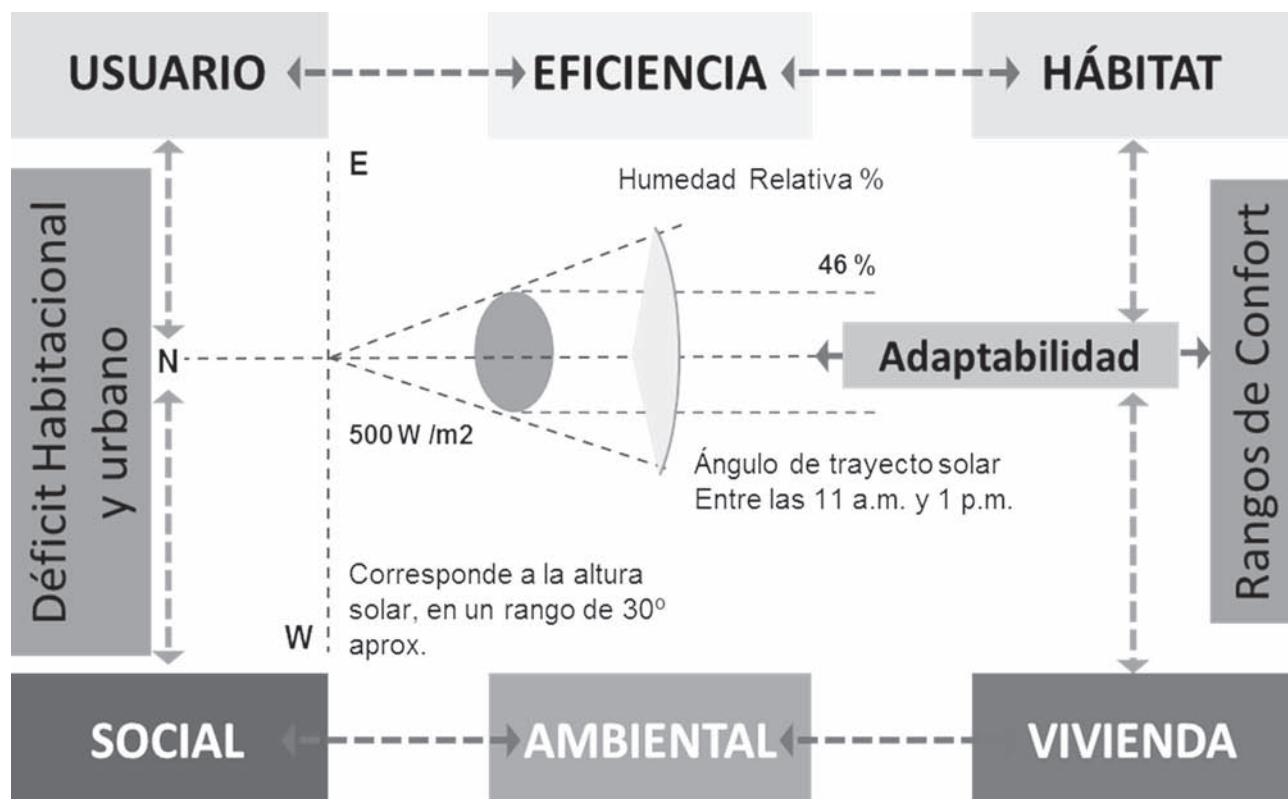 USUARIO
EFICIENCIA
HÁBITAT
E
Humedad Relativa %
46 %
Déficit Habitacional
y urbano
N
Adaptabilidad
Rangos de Confort
500 W /m2
Ángulo de trayecto solar
Entre las 11 a.m. y 1 p.m.
Corresponde a la altura
solar, en un rango de 30º
aprox.
W
SOCIAL
AMBIENTAL
VIVIENDA